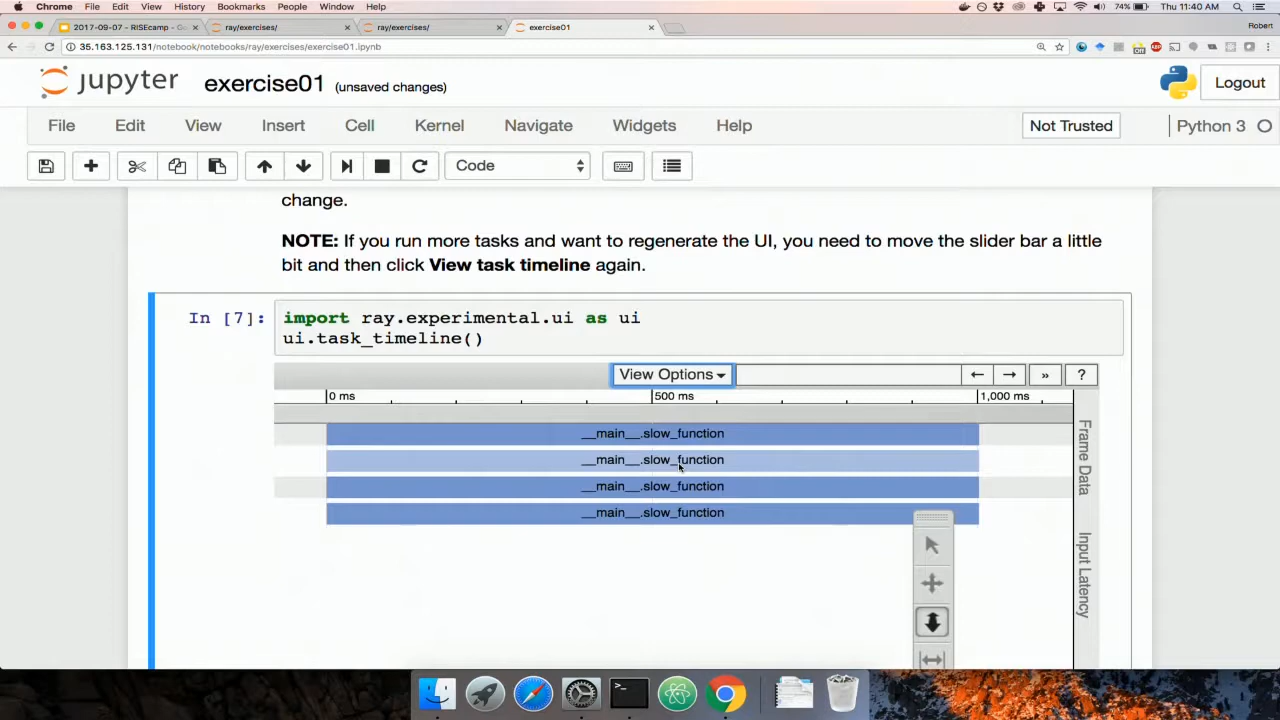 Chrome File Edit View History Bookmarks People Window Help 74% Thu 11:40 AM
2017-09-07 - RISEcamp - G ray/exercises/ ray/exercises/ exercise01 Robert
35.163.125.131/notebook/notebooks/ray/exercises/exercise01.ipynb
jupyter exercise01 (unsaved changes) Logout
File Edit View Insert Cell Kernel Navigate Widgets Help Not Trusted Python 3
Code
change.
NOTE: If you run more tasks and want to regenerate the UI, you need to move the slider bar a little
bit and then click View task timeline again.
In [7]: import ray.experimental.ui as ui
ui.task_timeline()
View Options ← → » ?
0 ms 500 ms 1,000 ms
__main__.slow_function
__main__.slow_function
__main__.slow_function
__main__.slow_function
Frame Data
Input Latency